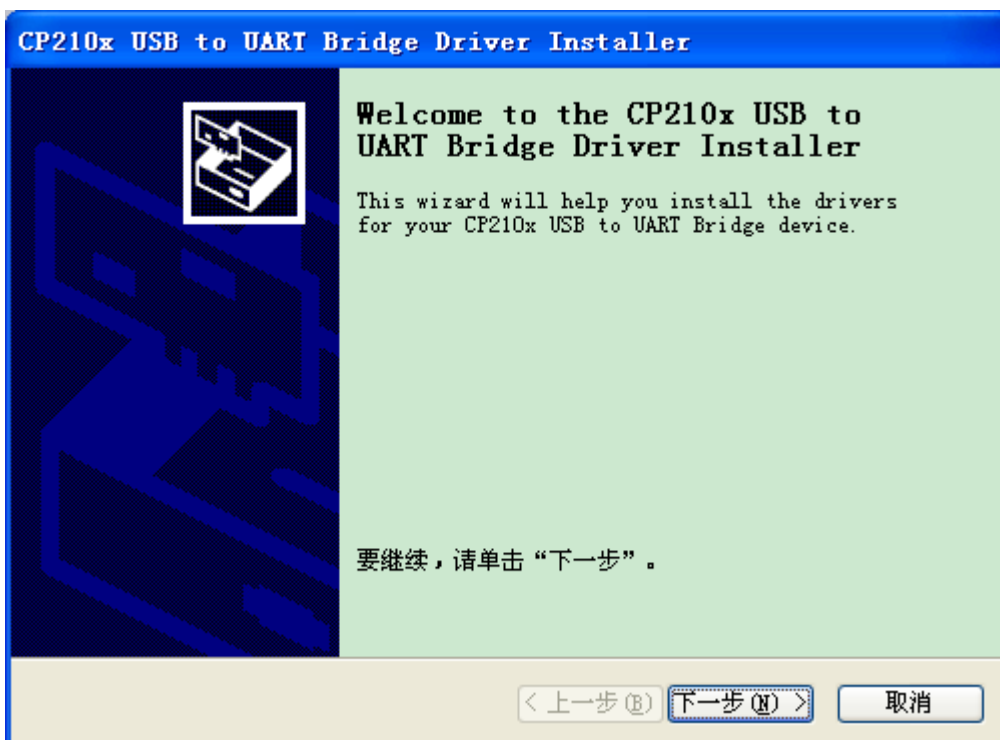 CP210x USB to UART Bridge Driver Installer
Welcome to the CP210x USB to
UART Bridge Driver Installer
This wizard will help you install the drivers
for your CP210x USB to UART Bridge device.
要继续，请单击“下一步”。
< 上一步(B) 下一步(N) > 取消